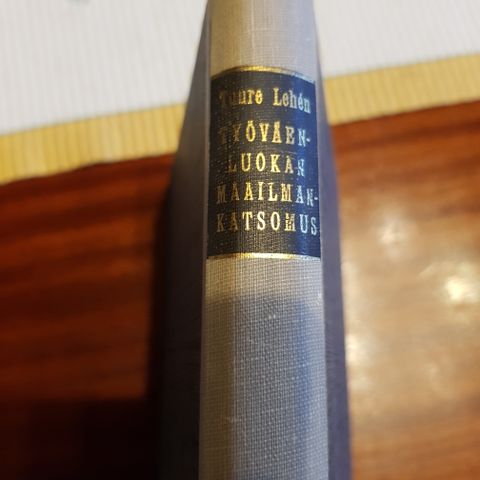 Tuure Lehén
TYÖVÄEN-
LUOKAN
MAAILMAN-
KATSOMUS